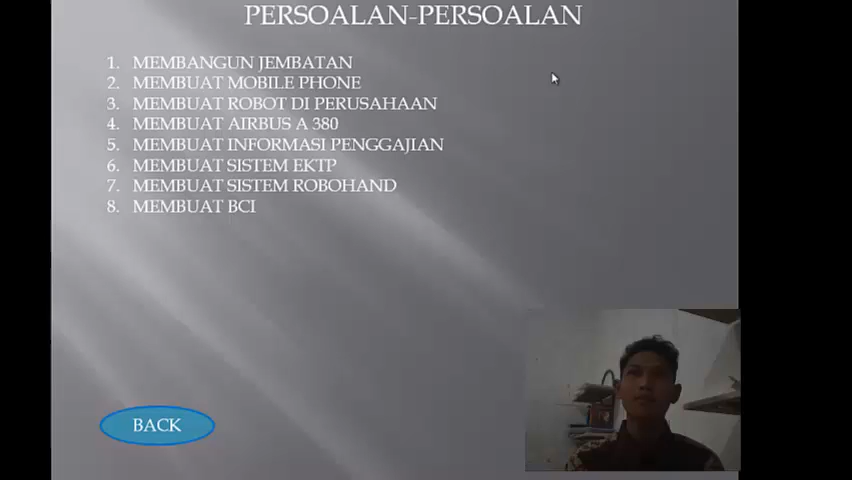 PERSOALAN-PERSOALAN
1. MEMBANGUN JEMBATAN
2. MEMBUAT MOBILE PHONE
3. MEMBUAT ROBOT DI PERUSAHAAN
4. MEMBUAT AIRBUS A 380
5. MEMBUAT INFORMASI PENGGAJIAN
6. MEMBUAT SISTEM EKTP
7. MEMBUAT SISTEM ROBOHAND
8. MEMBUAT BCI
BACK